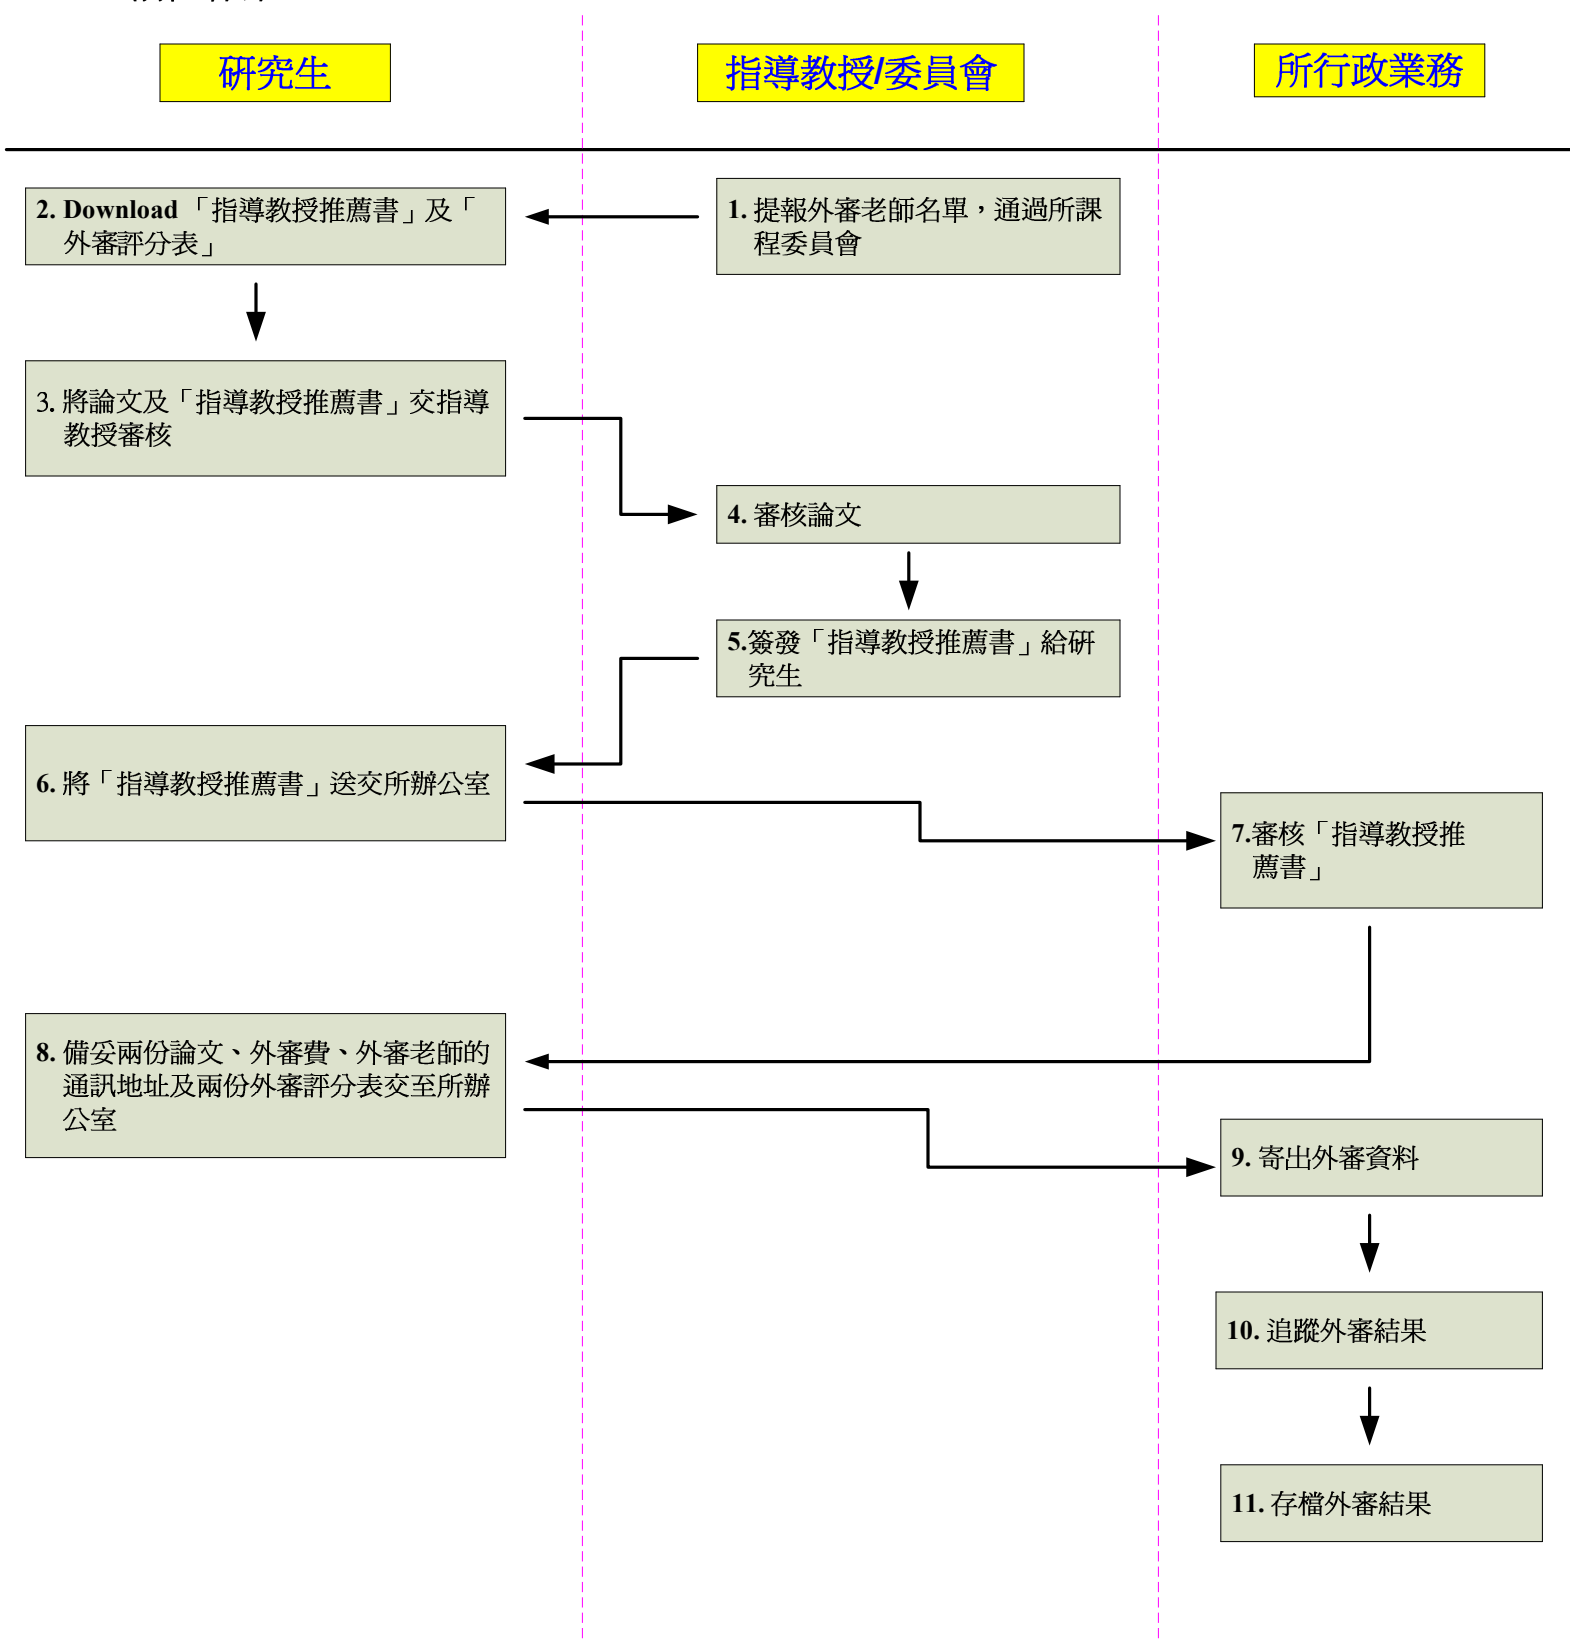 研究生
指導教授/委員會
所行政業務
1. 提報外審老師名單，通過所課
程委員會
2. Download 「指導教授推薦書」及「
外審評分表」
3. 將論文及「指導教授推薦書」交指導
教授審核
4. 審核論文
5.簽發「指導教授推薦書」給研
究生
6. 將「指導教授推薦書」送交所辦公室
7.審核「指導教授推
薦書」
8. 備妥兩份論文、外審費、外審老師的
通訊地址及兩份外審評分表交至所辦
公室
9. 寄出外審資料
10. 追蹤外審結果
11. 存檔外審結果